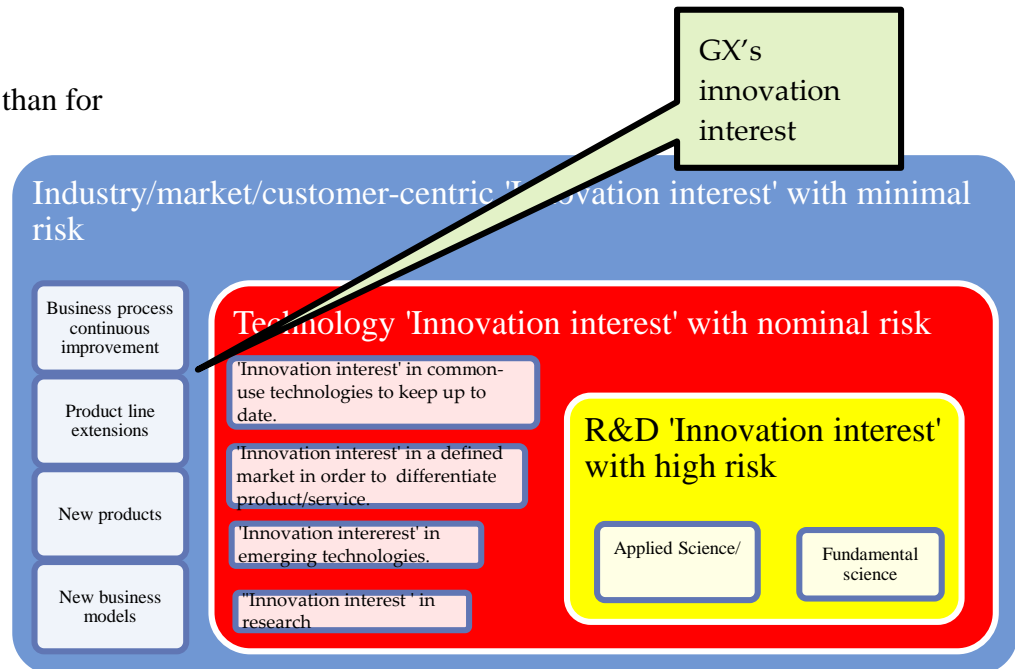 GX's
innovation
interest
than for
Industry/market/customer-centric 'I vation interest' with minimal
risk
Business process
continuous
improvement
Product line
extensions
New products
New business
models
Technology 'Innovation interest' with nominal risk
'Innovation interest' in common-
use technologies to keep up to
date.
'Innovation interest' in a defined
market in order to differentiate
product/service.
'Innovation intererest' in
emerging technologies.
"Innovation interest ' in
research
R&D 'Innovation interest'
with high risk
Applied Science/
Fundamental
science